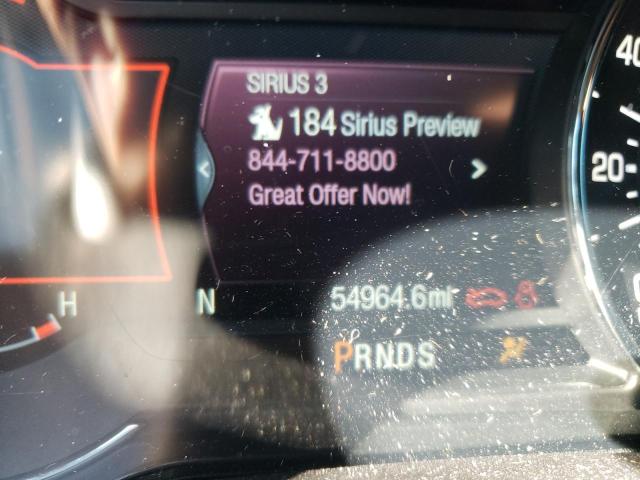 SIRIUS 3
184 Sirius Preview
844-711-8800
Great Offer Now!
40
20
H
N
54964.6mi
PRNDS